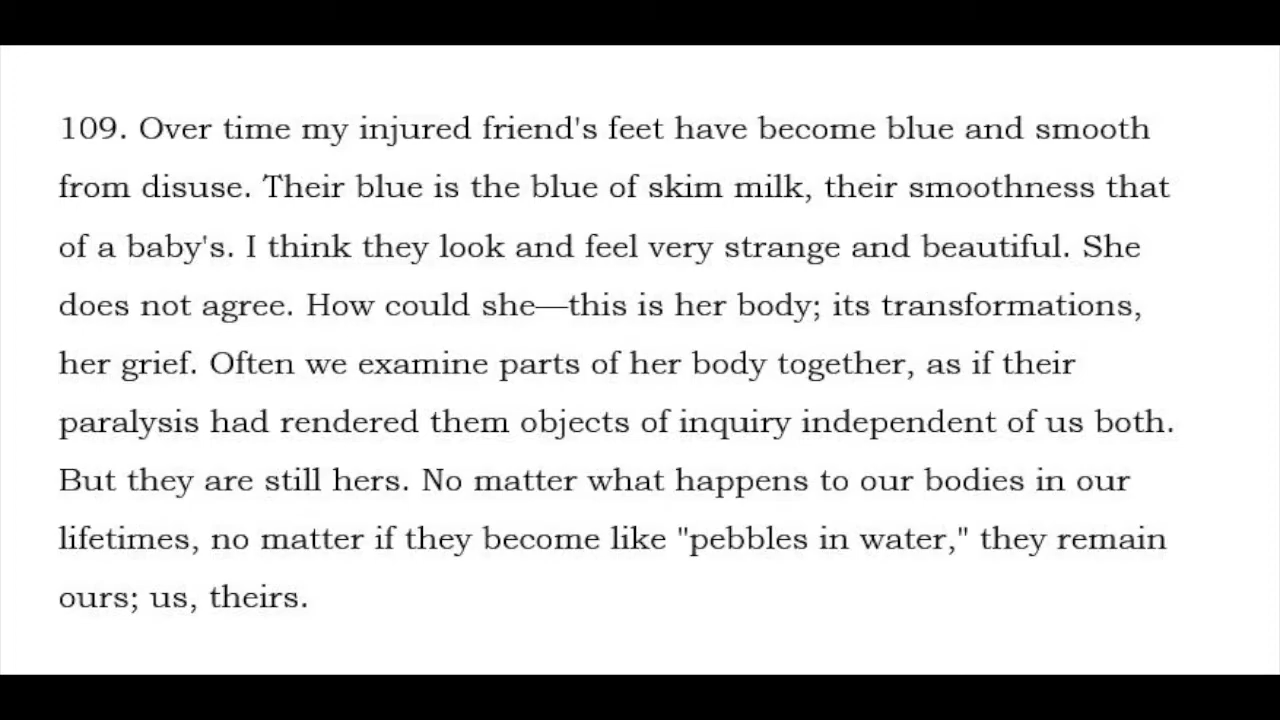 109. Over time my injured friend's feet have become blue and smooth
from disuse. Their blue is the blue of skim milk, their smoothness that
of a baby's. I think they look and feel very strange and beautiful. She
does not agree. How could she—this is her body; its transformations,
her grief. Often we examine parts of her body together, as if their
paralysis had rendered them objects of inquiry independent of us both.
But they are still hers. No matter what happens to our bodies in our
lifetimes, no matter if they become like "pebbles in water," they remain
ours; us, theirs.